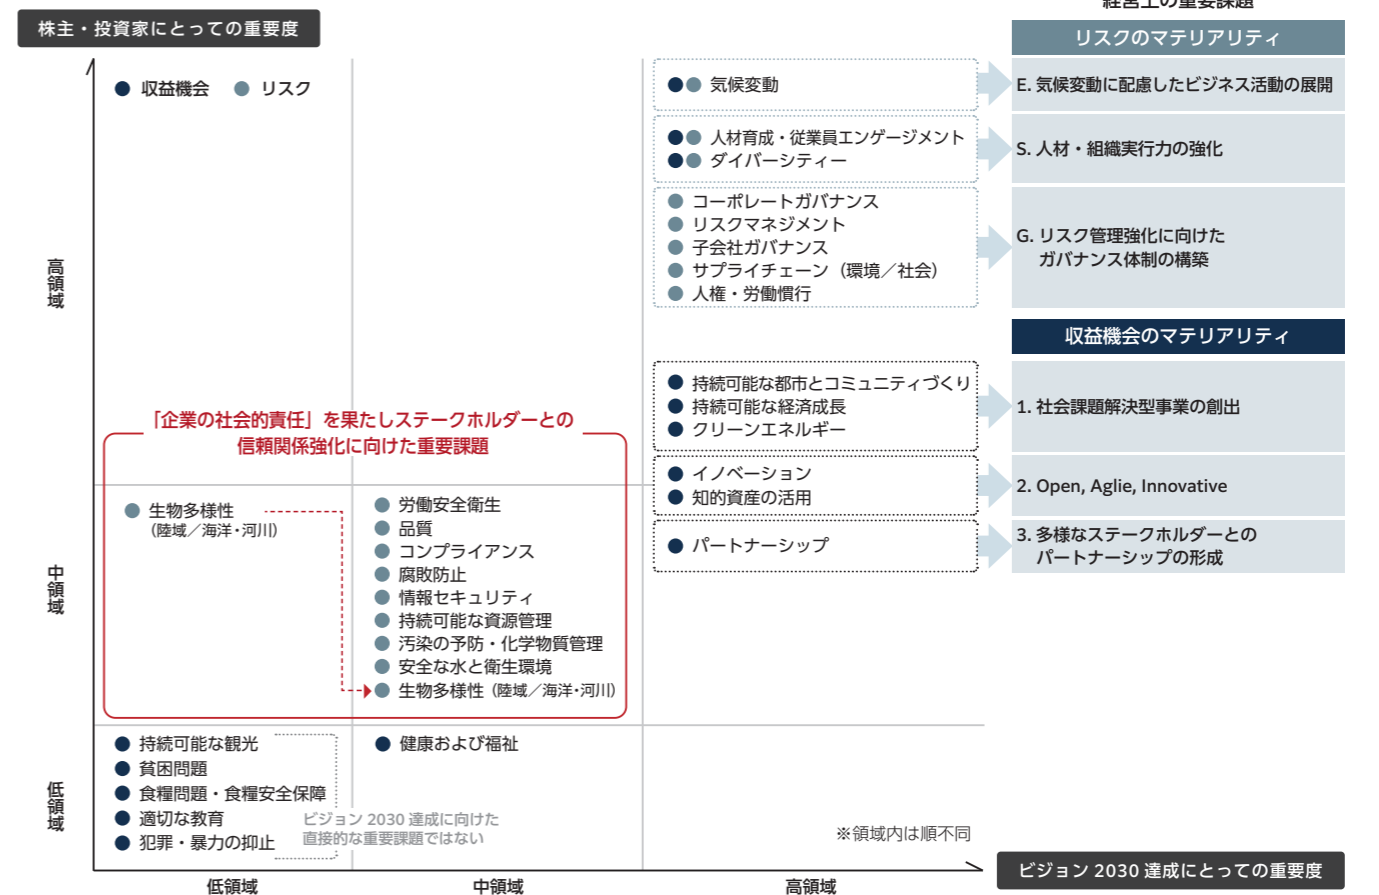 株主・投資家にとっての重要度
経営上の重要課題
リスクのマテリアリティ
収益機会 リスク
気候変動
E. 気候変動に配慮したビジネス活動の展開
人材育成・従業員エンゲージメント
ダイバーシティー
S. 人材・組織実行力の強化
コーポレートガバナンス
リスクマネジメント
子会社ガバナンス
サプライチェーン（環境／社会）
人権・労働慣行
G. リスク管理強化に向けた
ガバナンス体制の構築
高領域
収益機会のマテリアリティ
持続可能な都市とコミュニティづくり
持続可能な経済成長
クリーンエネルギー
1. 社会課題解決型事業の創出
「企業の社会的責任」を果たしステークホルダーとの
信頼関係強化に向けた重要課題
イノベーション
知的資産の活用
2. Open, Aglie, Innovative
パートナーシップ
3. 多様なステークホルダーとの
パートナーシップの形成
中領域
生物多様性
（陸域／海洋・河川）
労働安全衛生
品質
コンプライアンス
腐敗防止
情報セキュリティ
持続可能な資源管理
汚染の予防・化学物質管理
安全な水と衛生環境
生物多様性（陸域／海洋・河川）
低領域
持続可能な観光
貧困問題
食糧問題・食糧安全保障
適切な教育
犯罪・暴力の抑止
健康および福祉
ビジョン 2030 達成に向けた
直接的な重要課題ではない
※領域内は順不同
ビジョン 2030 達成にとっての重要度
低領域
中領域
高領域